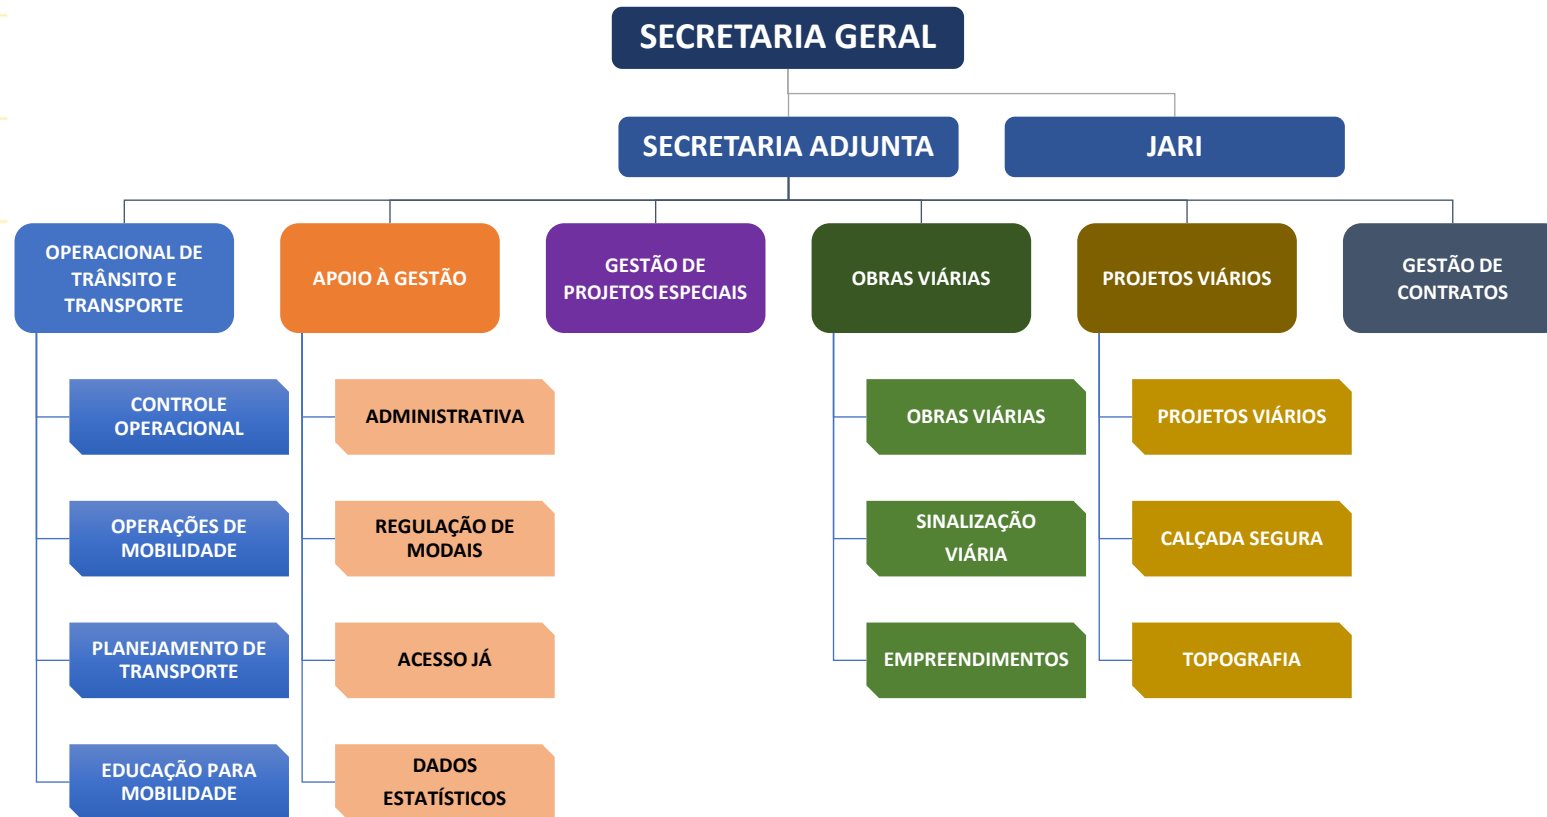 SECRETARIA GERAL
SECRETARIA ADJUNTA
JARI
OPERACIONAL DE
TRÂNSITO E
TRANSPORTE
APOIO À GESTÃO
GESTÃO DE
PROJETOS ESPECIAIS
OBRAS VIÁRIAS
PROJETOS VIÁRIOS
GESTÃO DE
CONTRATOS
CONTROLE
OPERACIONAL
ADMINISTRATIVA
OBRAS VIÁRIAS
PROJETOS VIÁRIOS
OPERAÇÕES DE
MOBILIDADE
REGULAÇÃO DE
MODAIS
SINALIZAÇÃO
VIÁRIA
CALÇADA SEGURA
PLANEJAMENTO DE
TRANSPORTE
ACESSO JÁ
EMPREENDIMENTOS
TOPOGRAFIA
EDUCAÇÃO PARA
MOBILIDADE
DADOS
ESTATÍSTICOS